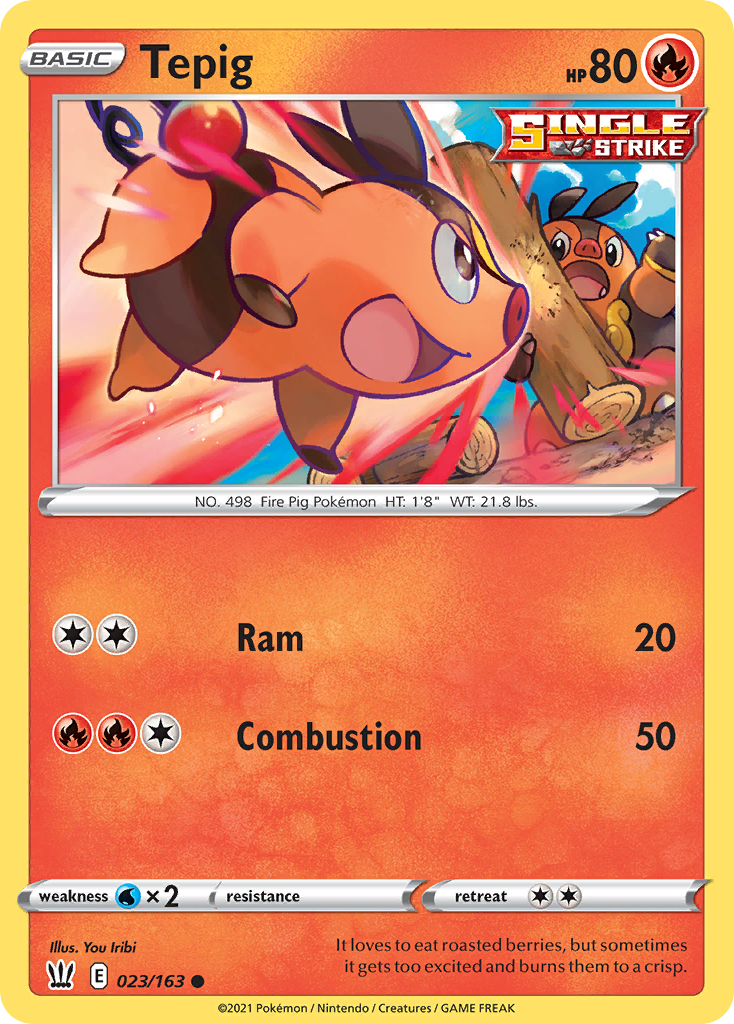 BASIC Tepig HP 80
SINGLE
STRIKE
NO. 498 Fire Pig Pokémon HT: 1'8" WT: 21.8 lbs.
Ram 20
Combustion 50
weakness ×2 resistance retreat
Illus. You Iribi
It loves to eat roasted berries, but sometimes
it gets too excited and burns them to a crisp.
E 023/163
©2021 Pokémon / Nintendo / Creatures / GAME FREAK